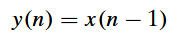 y(n) = x(n − 1)